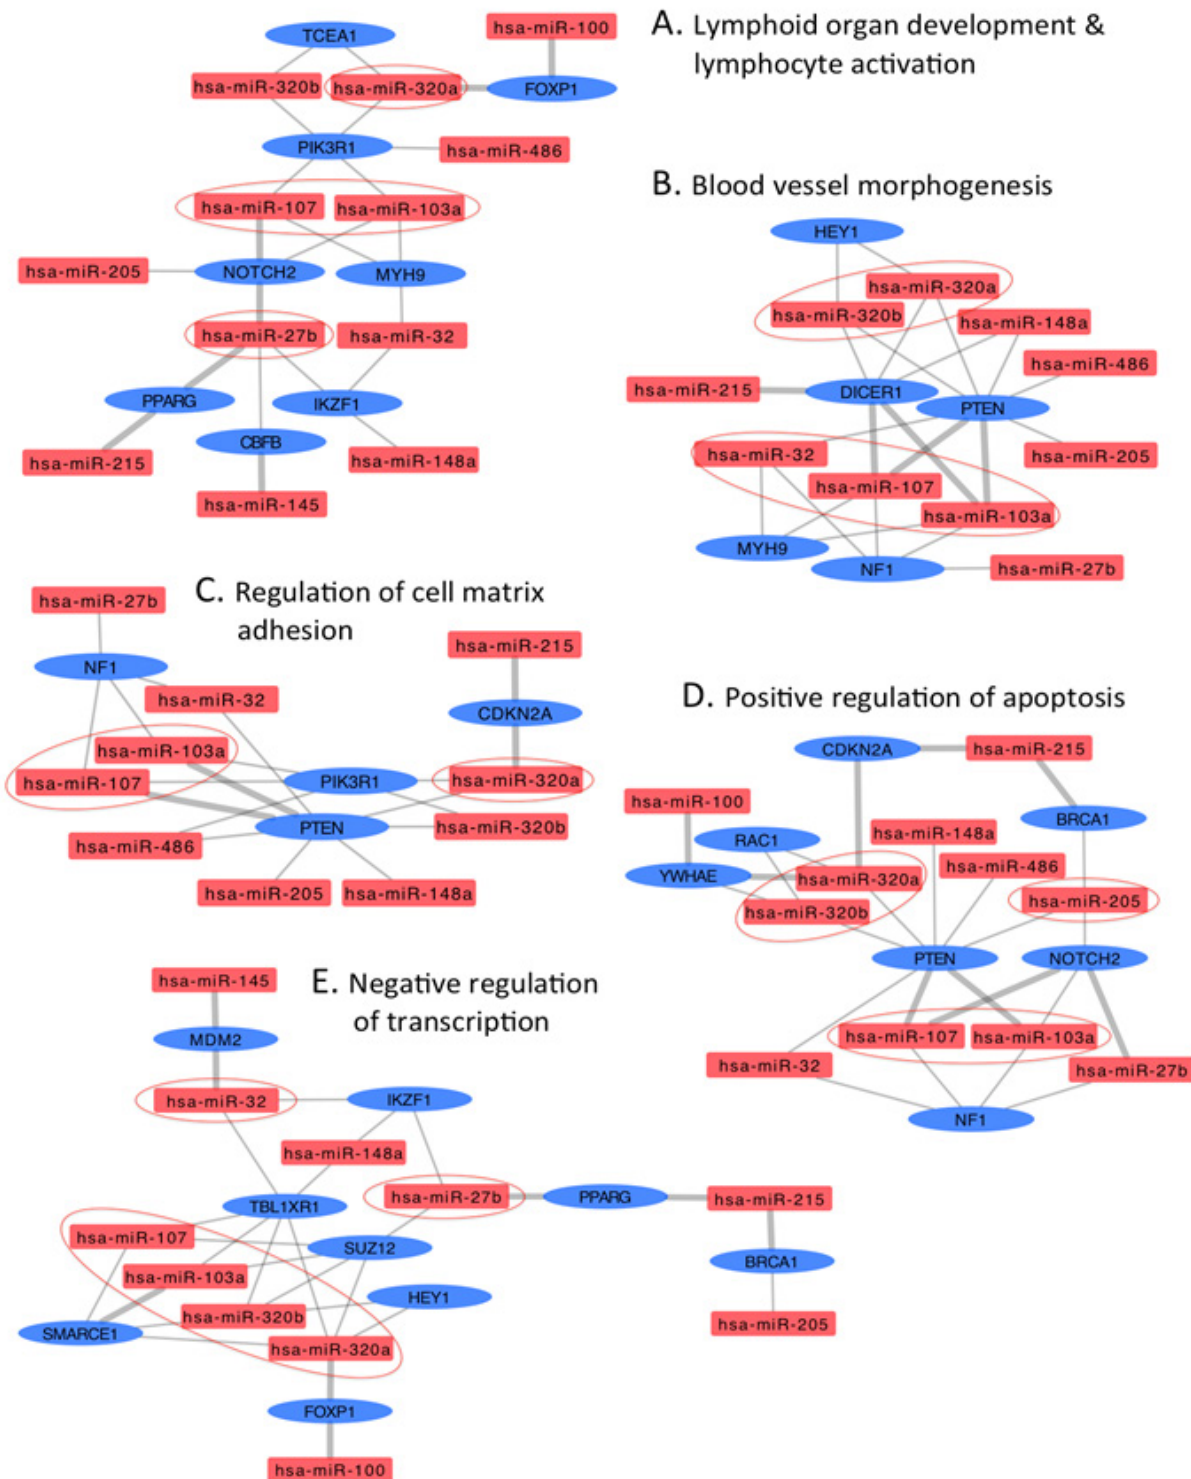 A. Lymphoid organ development &
lymphocyte activation
TCEA1
hsa-miR-100
hsa-miR-320b
hsa-miR-320a
FOXP1
PIK3R1
hsa-miR-486
hsa-miR-107
hsa-miR-103a
hsa-miR-205
NOTCH2
MYH9
hsa-miR-27b
hsa-miR-32
PPARG
IKZF1
CBFB
hsa-miR-215
hsa-miR-148a
hsa-miR-145
B. Blood vessel morphogenesis
HEY1
hsa-miR-320a
hsa-miR-320b
hsa-miR-148a
hsa-miR-486
hsa-miR-215
DICER1
PTEN
hsa-miR-32
hsa-miR-205
hsa-miR-107
hsa-miR-103a
MYH9
NF1
hsa-miR-27b
C. Regulation of cell matrix
adhesion
hsa-miR-27b
hsa-miR-215
NF1
hsa-miR-32
CDKN2A
hsa-miR-103a
hsa-miR-107
PIK3R1
hsa-miR-320a
PTEN
hsa-miR-320b
hsa-miR-486
hsa-miR-205
hsa-miR-148a
D. Positive regulation of apoptosis
CDKN2A
hsa-miR-215
hsa-miR-100
BRCA1
RAC1
hsa-miR-148a
YWHAE
hsa-miR-320a
hsa-miR-486
hsa-miR-320b
hsa-miR-205
PTEN
NOTCH2
hsa-miR-107
hsa-miR-103a
hsa-miR-32
hsa-miR-27b
NF1
E. Negative regulation
of transcription
hsa-miR-145
MDM2
hsa-miR-32
IKZF1
hsa-miR-148a
TBL1XR1
hsa-miR-27b
PPARG
hsa-miR-215
hsa-miR-107
SUZ12
BRCA1
hsa-miR-103a
HEY1
hsa-miR-320b
hsa-miR-205
SMARCE1
hsa-miR-320a
FOXP1
hsa-miR-100